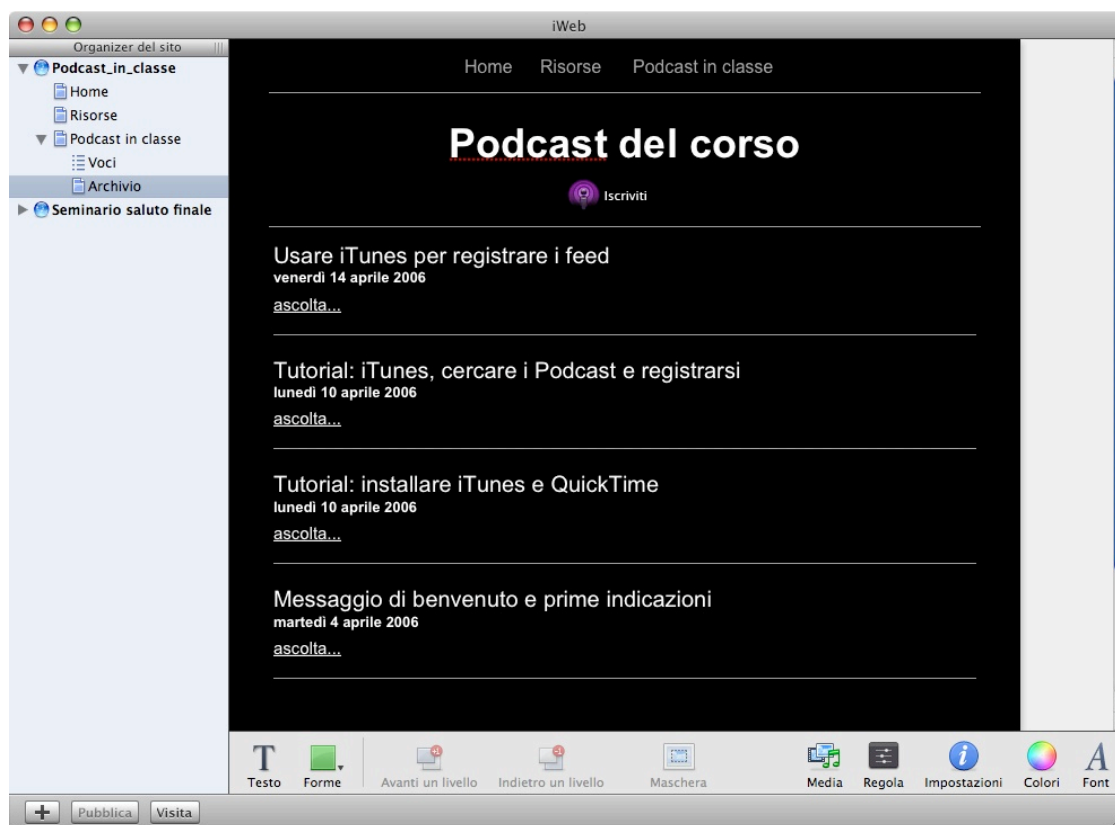 iWeb
Organizer del sito
Podcast_in_classe
Home
Risorse
Podcast in classe
Voci
Archivio
Seminario saluto finale
Home Risorse Podcast in classe
Podcast del corso
Iscriviti
Usare iTunes per registrare i feed
venerdì 14 aprile 2006
ascolta...
Tutorial: iTunes, cercare i Podcast e registrarsi
lunedì 10 aprile 2006
ascolta...
Tutorial: installare iTunes e QuickTime
lunedì 10 aprile 2006
ascolta...
Messaggio di benvenuto e prime indicazioni
martedì 4 aprile 2006
ascolta...
Testo Forme Avanti un livello Indietro un livello Maschera Media Regola Impostazioni Colori Font
Pubblica Visita